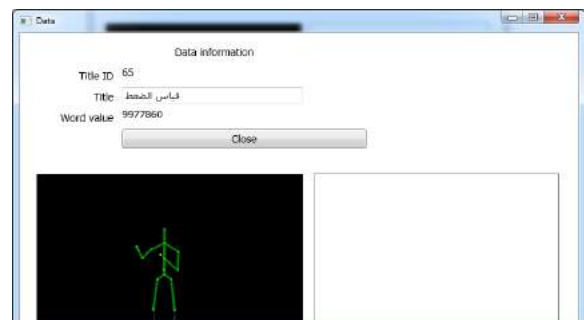 Data
Data information
Title ID 65
Title قياس الضغط
Word value 9977860
Close